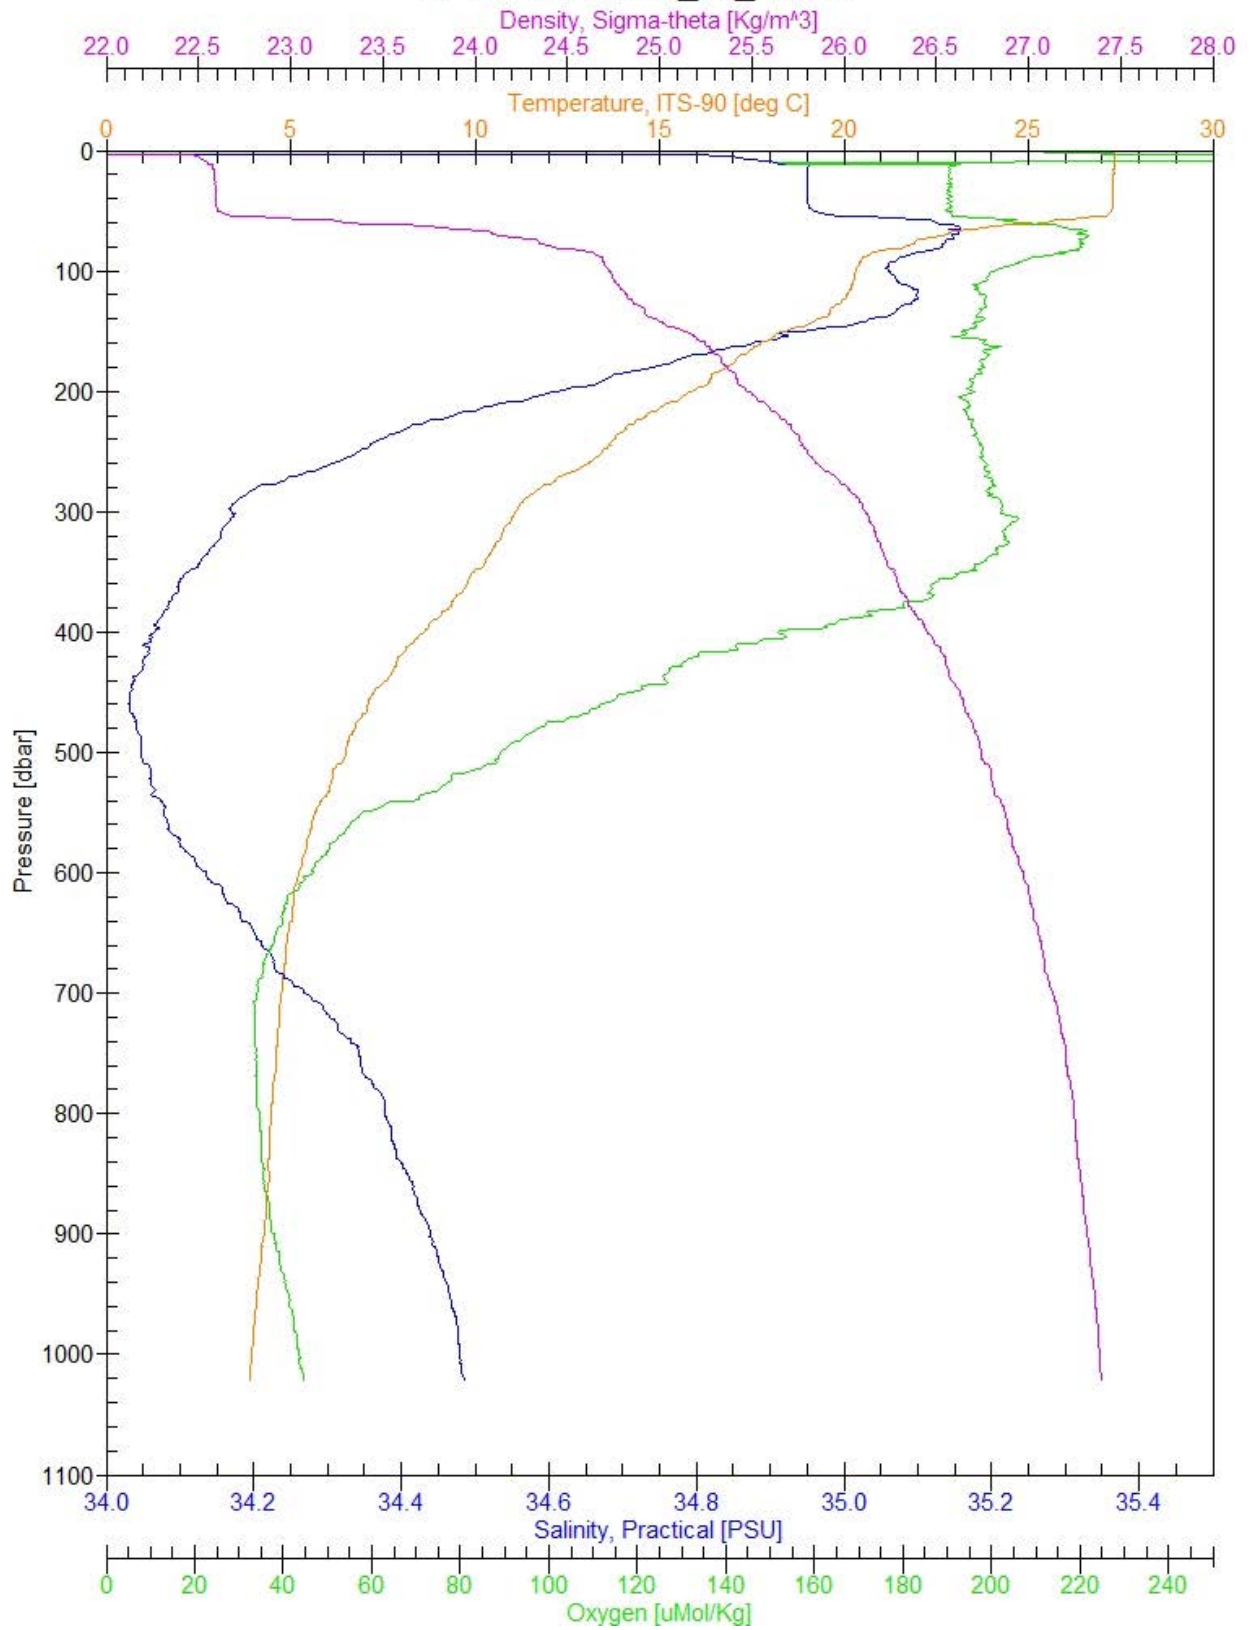 Density, Sigma-theta [Kg/m^3]
22.0 22.5 23.0 23.5 24.0 24.5 25.0 25.5 26.0 26.5 27.0 27.5 28.0
Temperature, ITS-90 [deg C]
0 5 10 15 20 25 30
0
100
200
300
400
500
600
700
800
900
1000
1100
Pressure [dbar]
34.0 34.2 34.4 34.6 34.8 35.0 35.2 35.4
Salinity, Practical [PSU]
0 20 40 60 80 100 120 140 160 180 200 220 240
Oxygen [uMol/Kg]